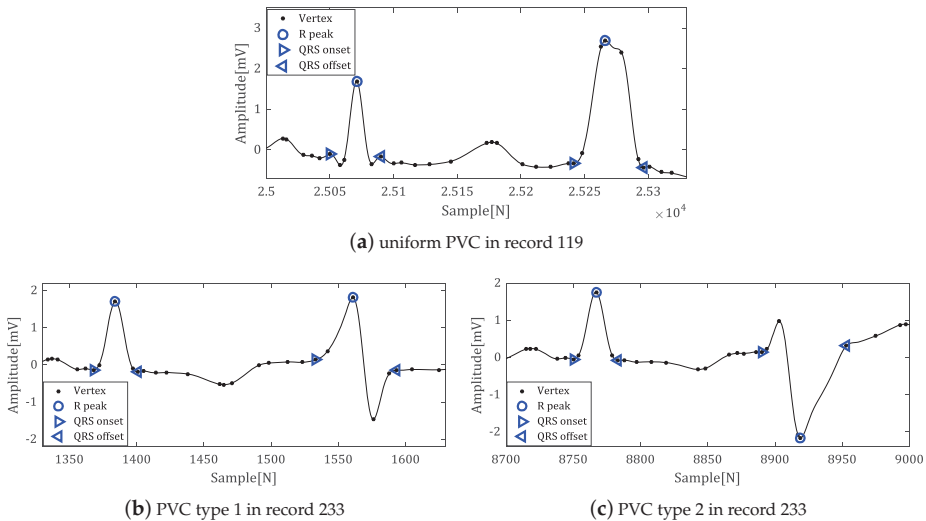 3
2
1
0
Amplitude[mV]
Vertex
R peak
QRS onset
QRS offset
2.5 2.505 2.51 2.515 2.52 2.525 2.53
Sample[N]
×10⁴
(a) uniform PVC in record 119
2
1
0
-1
-2
Amplitude[mV]
Vertex
R peak
QRS onset
QRS offset
1350 1400 1450 1500 1550 1600
Sample[N]
(b) PVC type 1 in record 233
2
1
0
-1
-2
Amplitude[mV]
Vertex
R peak
QRS onset
QRS offset
8700 8750 8800 8850 8900 8950 9000
Sample[N]
(c) PVC type 2 in record 233